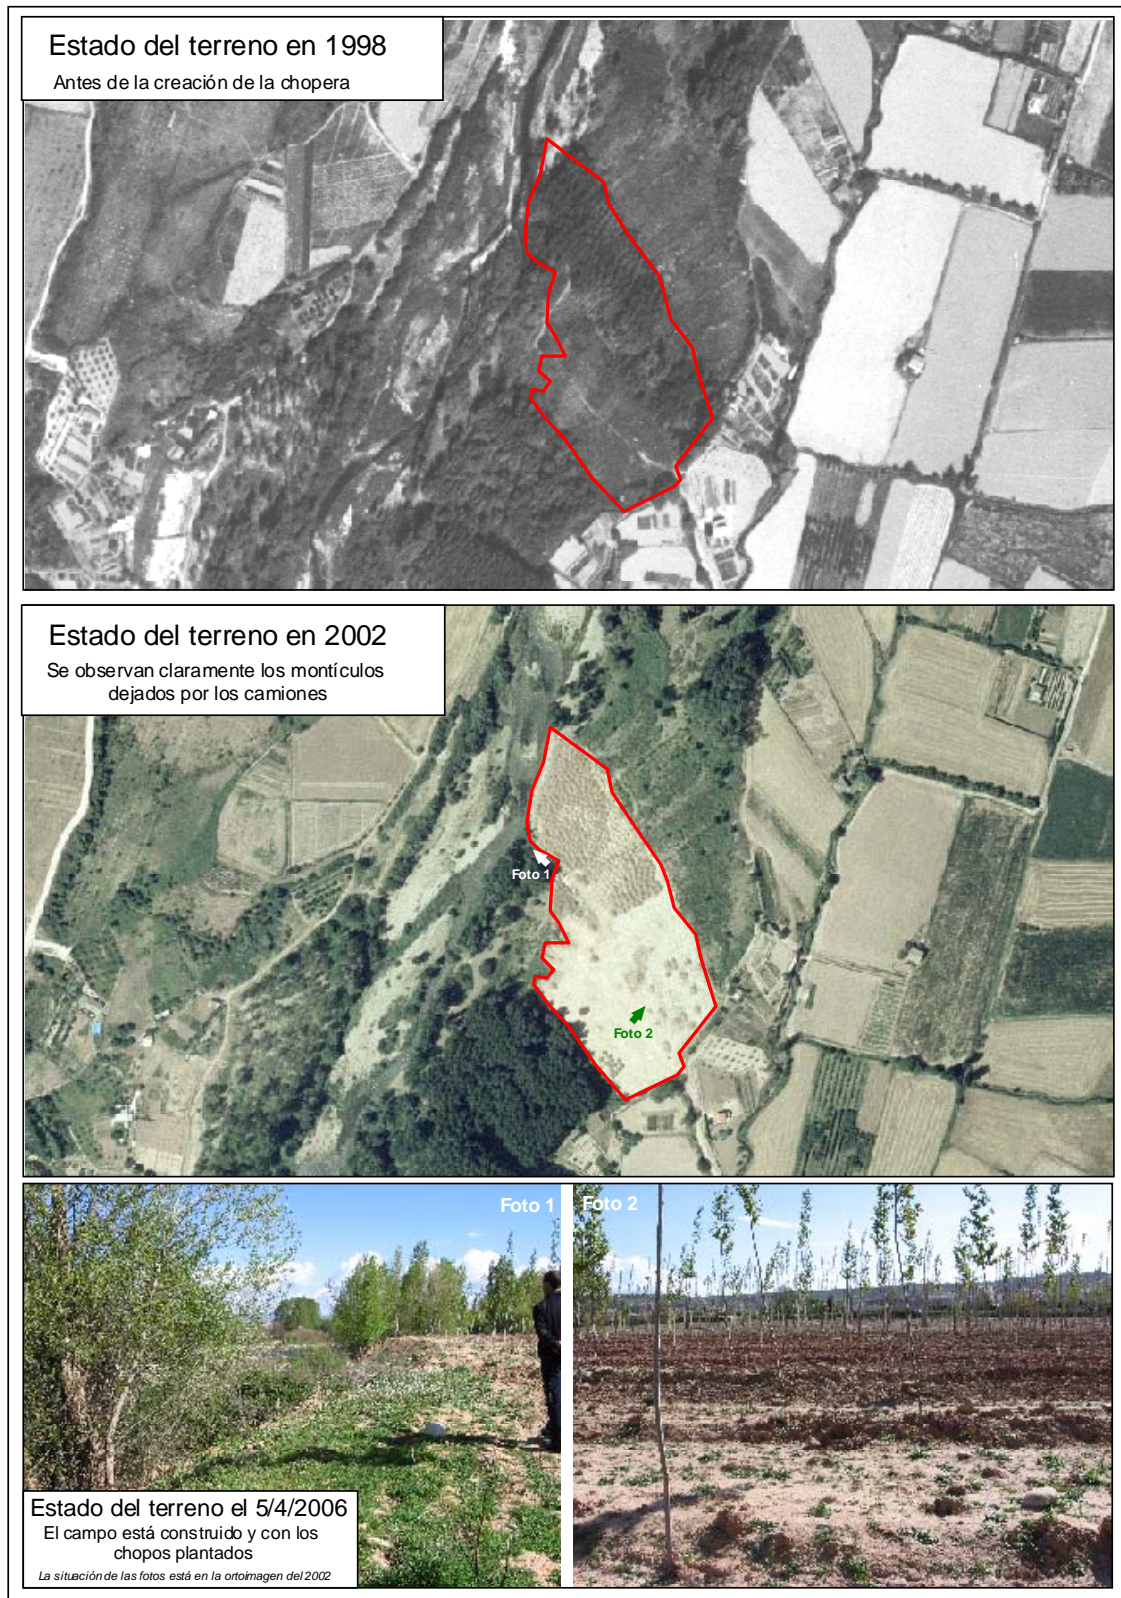 Estado del terreno en 1998
Antes de la creación de la chopera
Estado del terreno en 2002
Se observan claramente los montículos
dejados por los camiones
Foto 1
Foto 2
Foto 1
Foto 2
Estado del terreno el 5/4/2006
El campo está construido y con los
chopos plantados
La situación de las fotos está en la ortoimagen del 2002